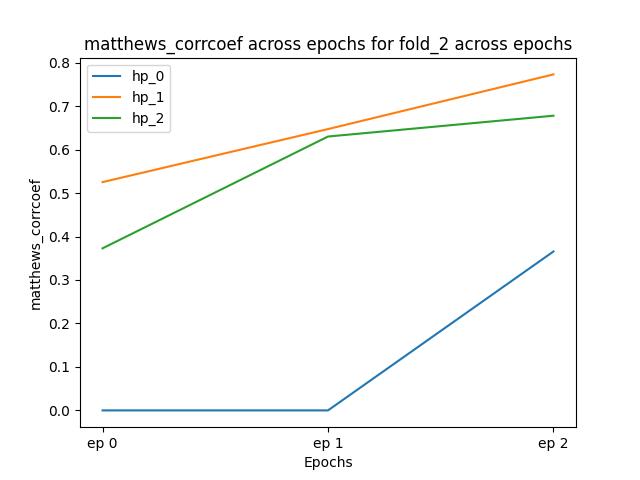 matthews_corrcoef across epochs for fold_2 across epochs
hp_0
hp_1
hp_2
matthews_corrcoef
0.8
0.7
0.6
0.5
0.4
0.3
0.2
0.1
0.0
ep 0
ep 1
ep 2
Epochs